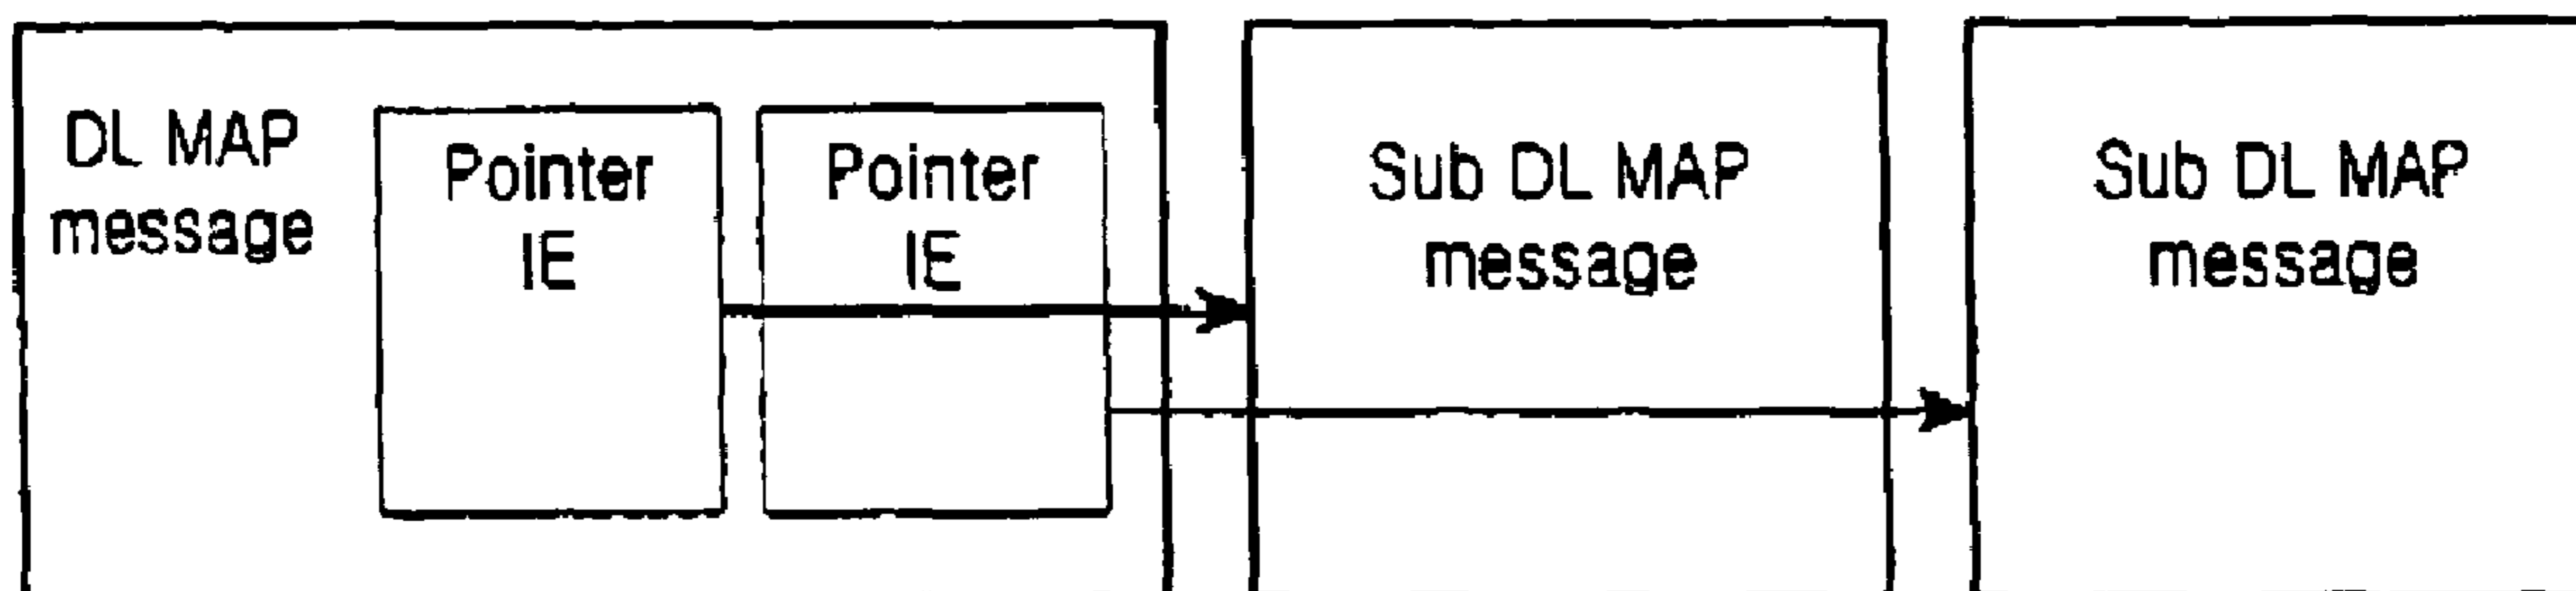 DL MAP
message
Pointer
IE
Pointer
IE
Sub DL MAP
message
Sub DL MAP
message